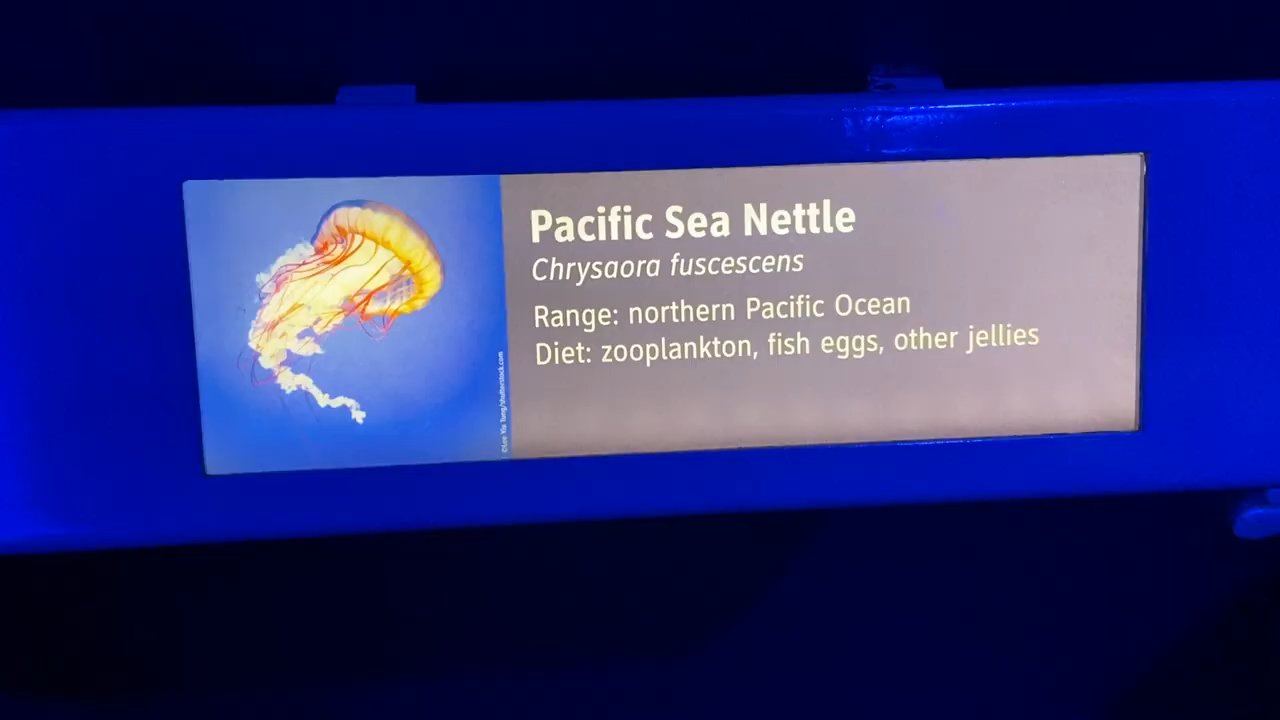 Pacific Sea Nettle
Chrysaora fuscescens
Range: northern Pacific Ocean
Diet: zooplankton, fish eggs, other jellies